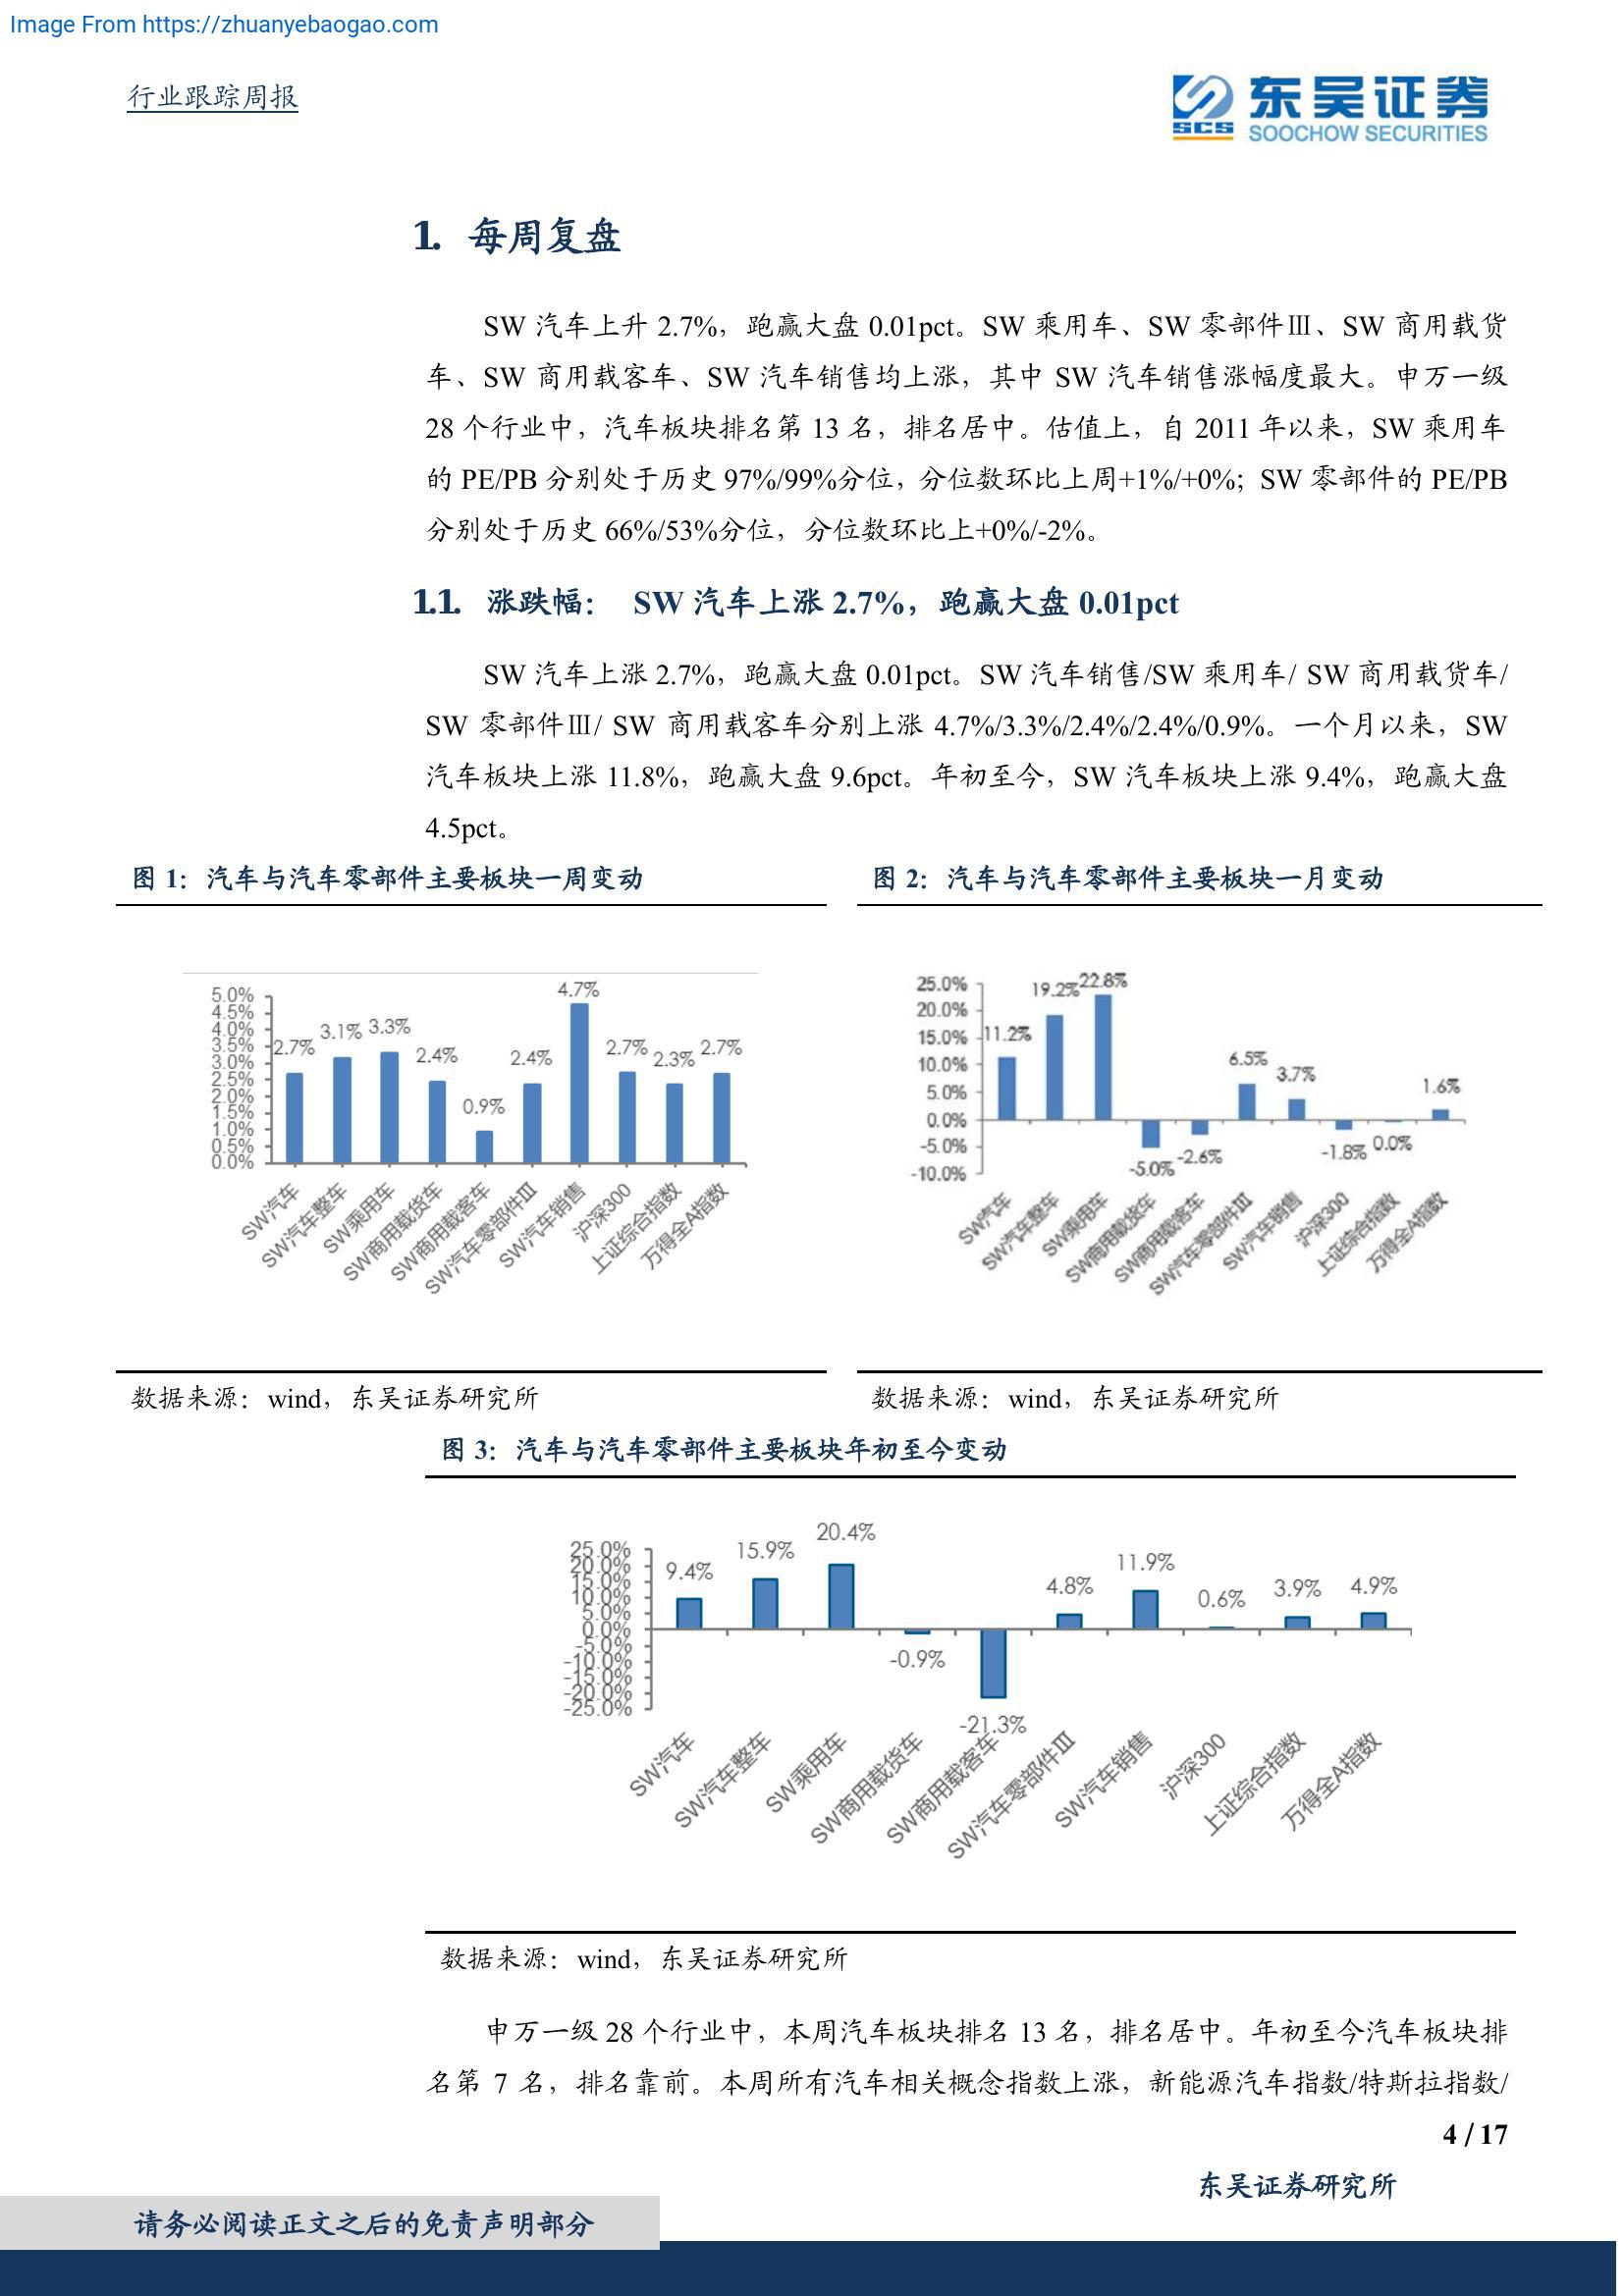 Image From https://zhuanyebaogao.com
行业跟踪周报
SCS
东吴证券
SOOCHOW SECURITIES
1. 每周复盘
SW 汽车上升 2.7%，跑赢大盘 0.01pct。SW 乘用车、SW 零部件Ⅲ、SW 商用载货
车、SW 商用载客车、SW 汽车销售均上涨，其中 SW 汽车销售涨幅度最大。申万一级
28 个行业中，汽车板块排名第 13 名，排名居中。估值上，自 2011 年以来，SW 乘用车
的 PE/PB 分别处于历史 97%/99%分位，分位数环比上周+1%/+0%；SW 零部件的 PE/PB
分别处于历史 66%/53%分位，分位数环比上+0%/-2%。
1.1. 涨跌幅： SW 汽车上涨 2.7%，跑赢大盘 0.01pct
SW 汽车上涨 2.7%，跑赢大盘 0.01pct。SW 汽车销售/SW 乘用车/ SW 商用载货车/
SW 零部件Ⅲ/ SW 商用载客车分别上涨 4.7%/3.3%/2.4%/2.4%/0.9%。一个月以来，SW
汽车板块上涨 11.8%，跑赢大盘 9.6pct。年初至今，SW 汽车板块上涨 9.4%，跑赢大盘
4.5pct。
图 1：汽车与汽车零部件主要板块一周变动
5.0%
4.5%
4.0%
3.5%
3.0%
2.5%
2.0%
1.5%
1.0%
0.5%
0.0%
2.7%
3.1%
3.3%
2.4%
0.9%
2.4%
4.7%
2.7%
2.3%
2.7%
SW汽车
SW汽车整车
SW乘用车
SW商用载货车
SW商用载客车
SW汽车零部件Ⅲ
SW汽车销售
沪深300
上证综合指数
万得全A指数
数据来源：wind，东吴证券研究所
图 2：汽车与汽车零部件主要板块一月变动
25.0%
20.0%
15.0%
10.0%
5.0%
0.0%
-5.0%
-10.0%
11.2%
19.2%
22.8%
-5.0%
-2.6%
6.5%
3.7%
-1.8%
0.0%
1.6%
SW汽车
SW汽车整车
SW乘用车
SW商用载货车
SW商用载客车
SW汽车零部件Ⅲ
SW汽车销售
沪深300
上证综合指数
万得全A指数
数据来源：wind，东吴证券研究所
图 3：汽车与汽车零部件主要板块年初至今变动
25.0%
20.0%
15.0%
10.0%
5.0%
0.0%
-5.0%
-10.0%
-15.0%
-20.0%
-25.0%
9.4%
15.9%
20.4%
-0.9%
-21.3%
4.8%
11.9%
0.6%
3.9%
4.9%
SW汽车
SW汽车整车
SW乘用车
SW商用载货车
SW商用载客车
SW汽车零部件Ⅲ
SW汽车销售
沪深300
上证综合指数
万得全A指数
数据来源：wind，东吴证券研究所
申万一级 28 个行业中，本周汽车板块排名 13 名，排名居中。年初至今汽车板块排
名第 7 名，排名靠前。本周所有汽车相关概念指数上涨，新能源汽车指数/特斯拉指数/
4 / 17
东吴证券研究所
请务必阅读正文之后的免责声明部分